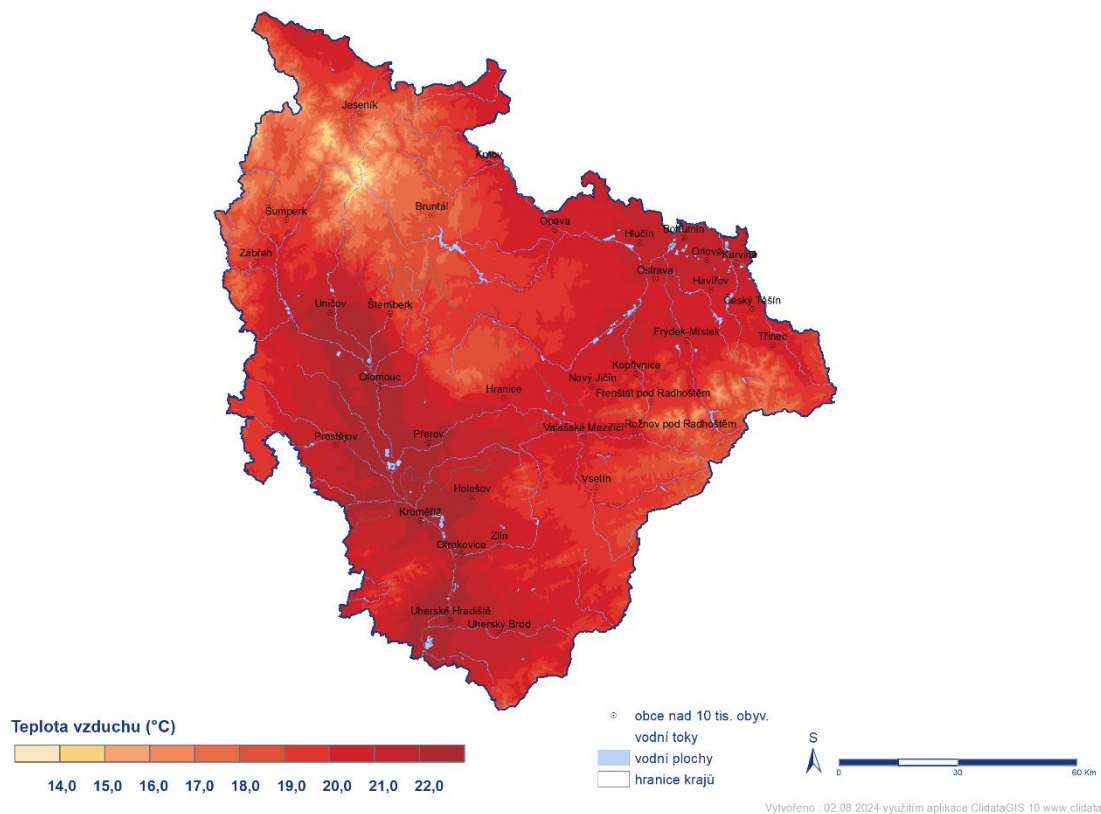 Jeseník
Krnov
Bruntál
Šumperk
Opava
Hlučín
Bohumín
Orlová
Karviná
Zábřeh
Ostrava
Havířov
Český Těšín
Uničov
Šternberk
Frýdek-Místek
Třinec
Kopřivnice
Olomouc
Nový Jičín
Hranice
Frenštát pod Radhoštěm
Prostějov
Přerov
Valašské Meziříčí
Rožnov pod Radhoštěm
Vsetín
Holešov
Kroměříž
Zlín
Otrokovice
Uherské Hradiště
Uherský Brod
Teplota vzduchu (°C)
14,0 15,0 16,0 17,0 18,0 19,0 20,0 21,0 22,0
obce nad 10 tis. obyv.
vodní toky
vodní plochy
hranice krajů
S
0 30 60 Km
Vytvořeno : 02.08.2024 využitím aplikace ClidataGIS 10 www.clidata